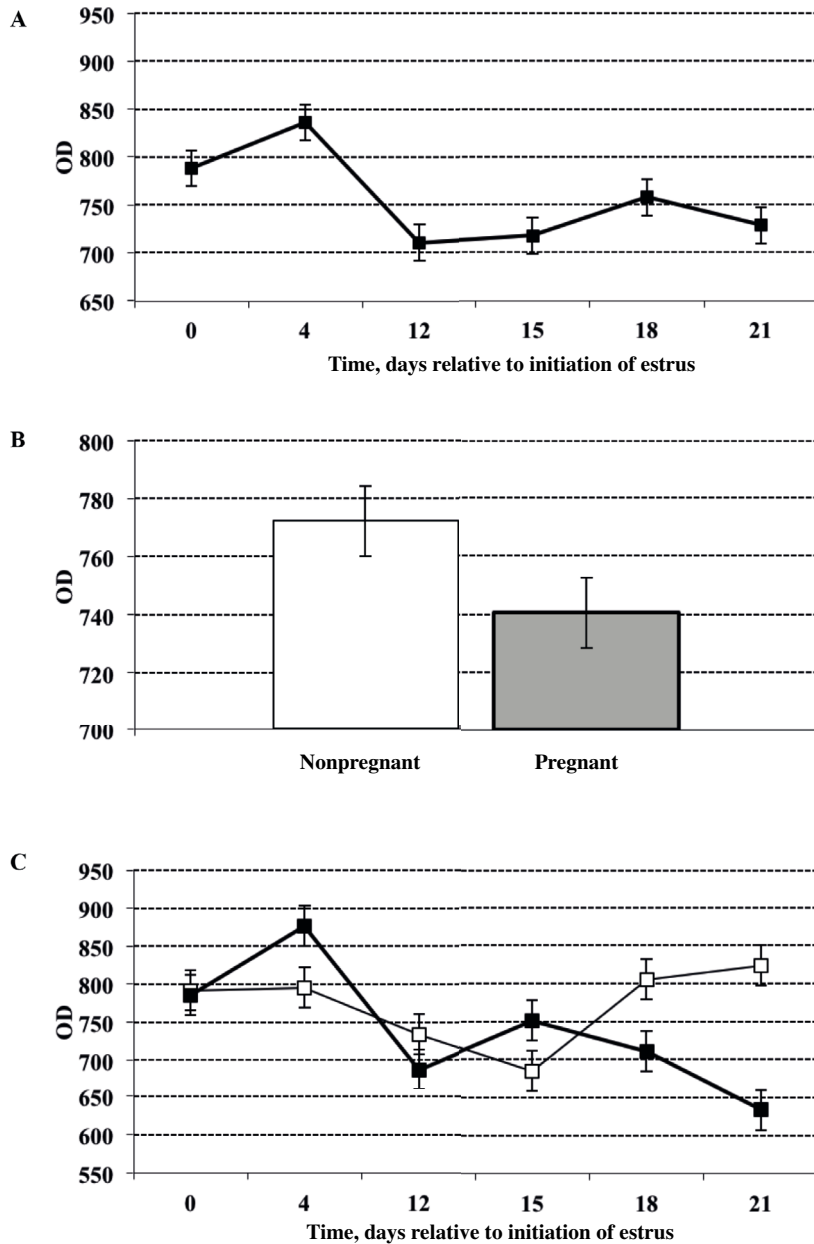 A
950
900
850
800
750
700
650
OD
0 4 12 15 18 21
Time, days relative to initiation of estrus
B
800
780
760
740
720
700
OD
Nonpregnant Pregnant
C
950
900
850
800
750
700
650
600
550
OD
0 4 12 15 18 21
Time, days relative to initiation of estrus